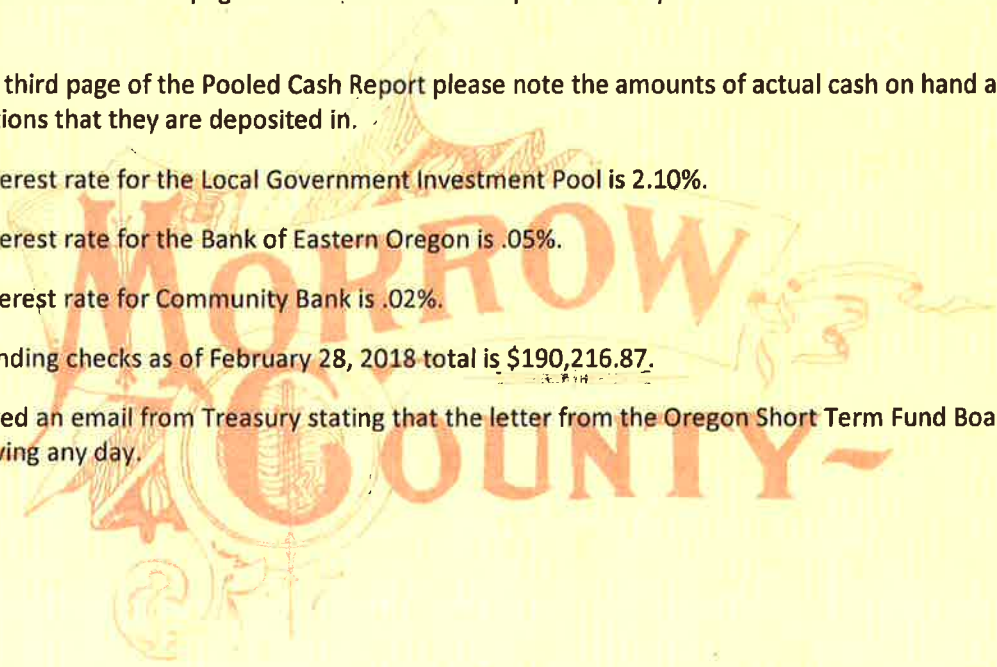 third page of the Pooled Cash Report please note the amounts of actual cash on hand a
tions that they are deposited in.
erest rate for the Local Government Investment Pool is 2.10%.
erest rate for the Bank of Eastern Oregon is .05%.
erest rate for Community Bank is .02%.
nding checks as of February 28, 2018 total is $190,216.87.
ed an email from Treasury stating that the letter from the Oregon Short Term Fund Boa
ving any day.
MORROW
COUNTY